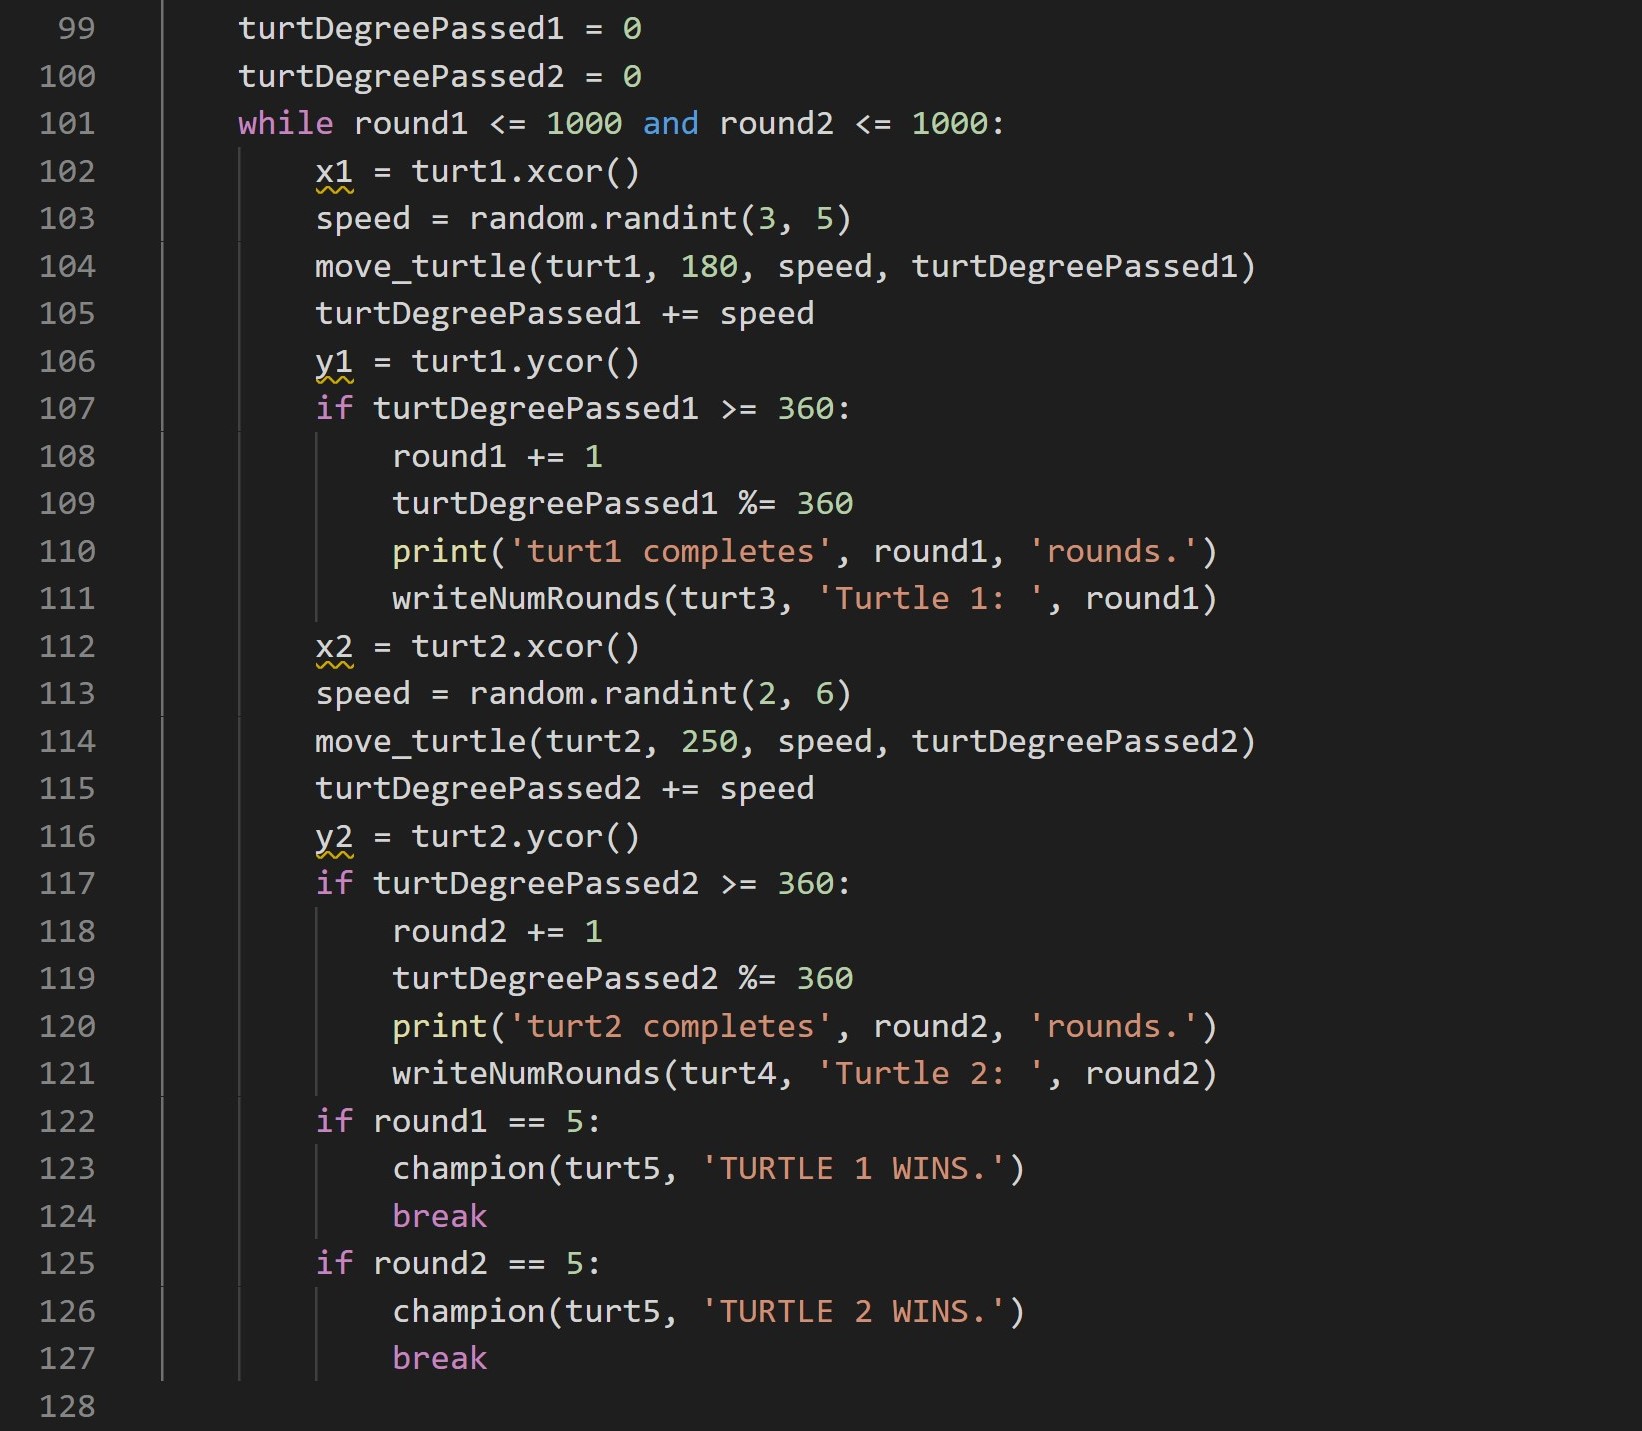 99 turtDegreePassed1 = 0
100 turtDegreePassed2 = 0
101 while round1 <= 1000 and round2 <= 1000:
102 x1 = turt1.xcor()
103 speed = random.randint(3, 5)
104 move_turtle(turt1, 180, speed, turtDegreePassed1)
105 turtDegreePassed1 += speed
106 y1 = turt1.ycor()
107 if turtDegreePassed1 >= 360:
108 round1 += 1
109 turtDegreePassed1 %= 360
110 print('turt1 completes', round1, 'rounds.')
111 writeNumRounds(turt3, 'Turtle 1: ', round1)
112 x2 = turt2.xcor()
113 speed = random.randint(2, 6)
114 move_turtle(turt2, 250, speed, turtDegreePassed2)
115 turtDegreePassed2 += speed
116 y2 = turt2.ycor()
117 if turtDegreePassed2 >= 360:
118 round2 += 1
119 turtDegreePassed2 %= 360
120 print('turt2 completes', round2, 'rounds.')
121 writeNumRounds(turt4, 'Turtle 2: ', round2)
122 if round1 == 5:
123 champion(turt5, 'TURTLE 1 WINS.')
124 break
125 if round2 == 5:
126 champion(turt5, 'TURTLE 2 WINS.')
127 break
128